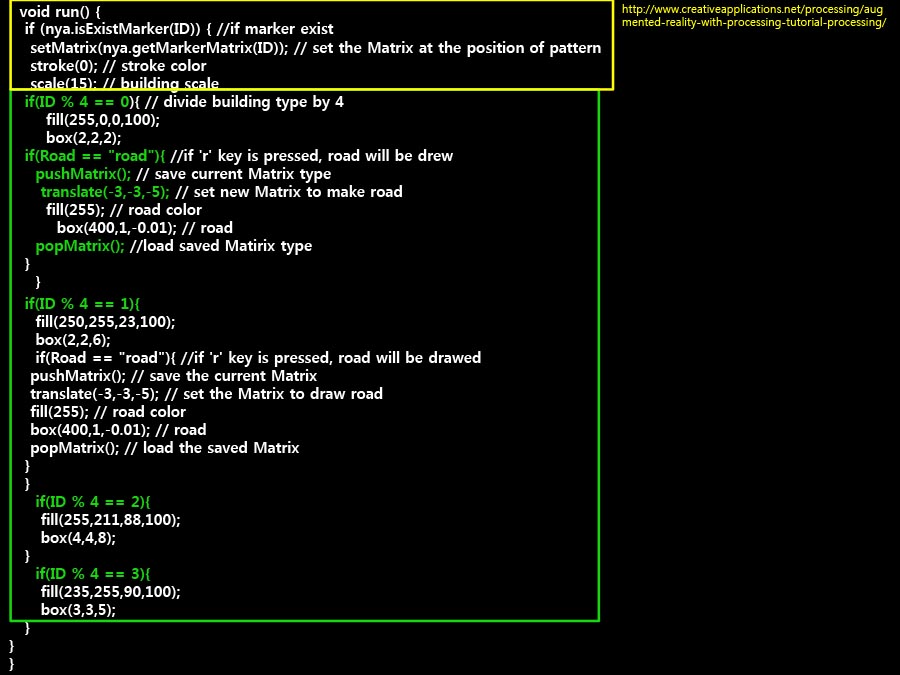 void run() {
if (nya.isExistMarker(ID)) { //if marker exist
setMatrix(nya.getMarkerMatrix(ID)); // set the Matrix at the position of pattern
stroke(0); // stroke color
scale(15); // building scale
if(ID % 4 == 0){ // divide building type by 4
fill(255,0,0,100);
box(2,2,2);
if(Road == "road"){ //if 'r' key is pressed, road will be drew
pushMatrix(); // save current Matrix type
translate(-3,-3,-5); // set new Matrix to make road
fill(255); // road color
box(400,1,-0.01); // road
popMatrix(); //load saved Matirix type
}
}
if(ID % 4 == 1){
fill(250,255,23,100);
box(2,2,6);
if(Road == "road"){ //if 'r' key is pressed, road will be drawed
pushMatrix(); // save the current Matrix
translate(-3,-3,-5); // set the Matrix to draw road
fill(255); // road color
box(400,1,-0.01); // road
popMatrix(); // load the saved Matrix
}
}
if(ID % 4 == 2){
fill(255,211,88,100);
box(4,4,8);
}
if(ID % 4 == 3){
fill(235,255,90,100);
box(3,3,5);
}
}
}
http://www.creativeapplications.net/processing/aug
mented-reality-with-processing-tutorial-processing/